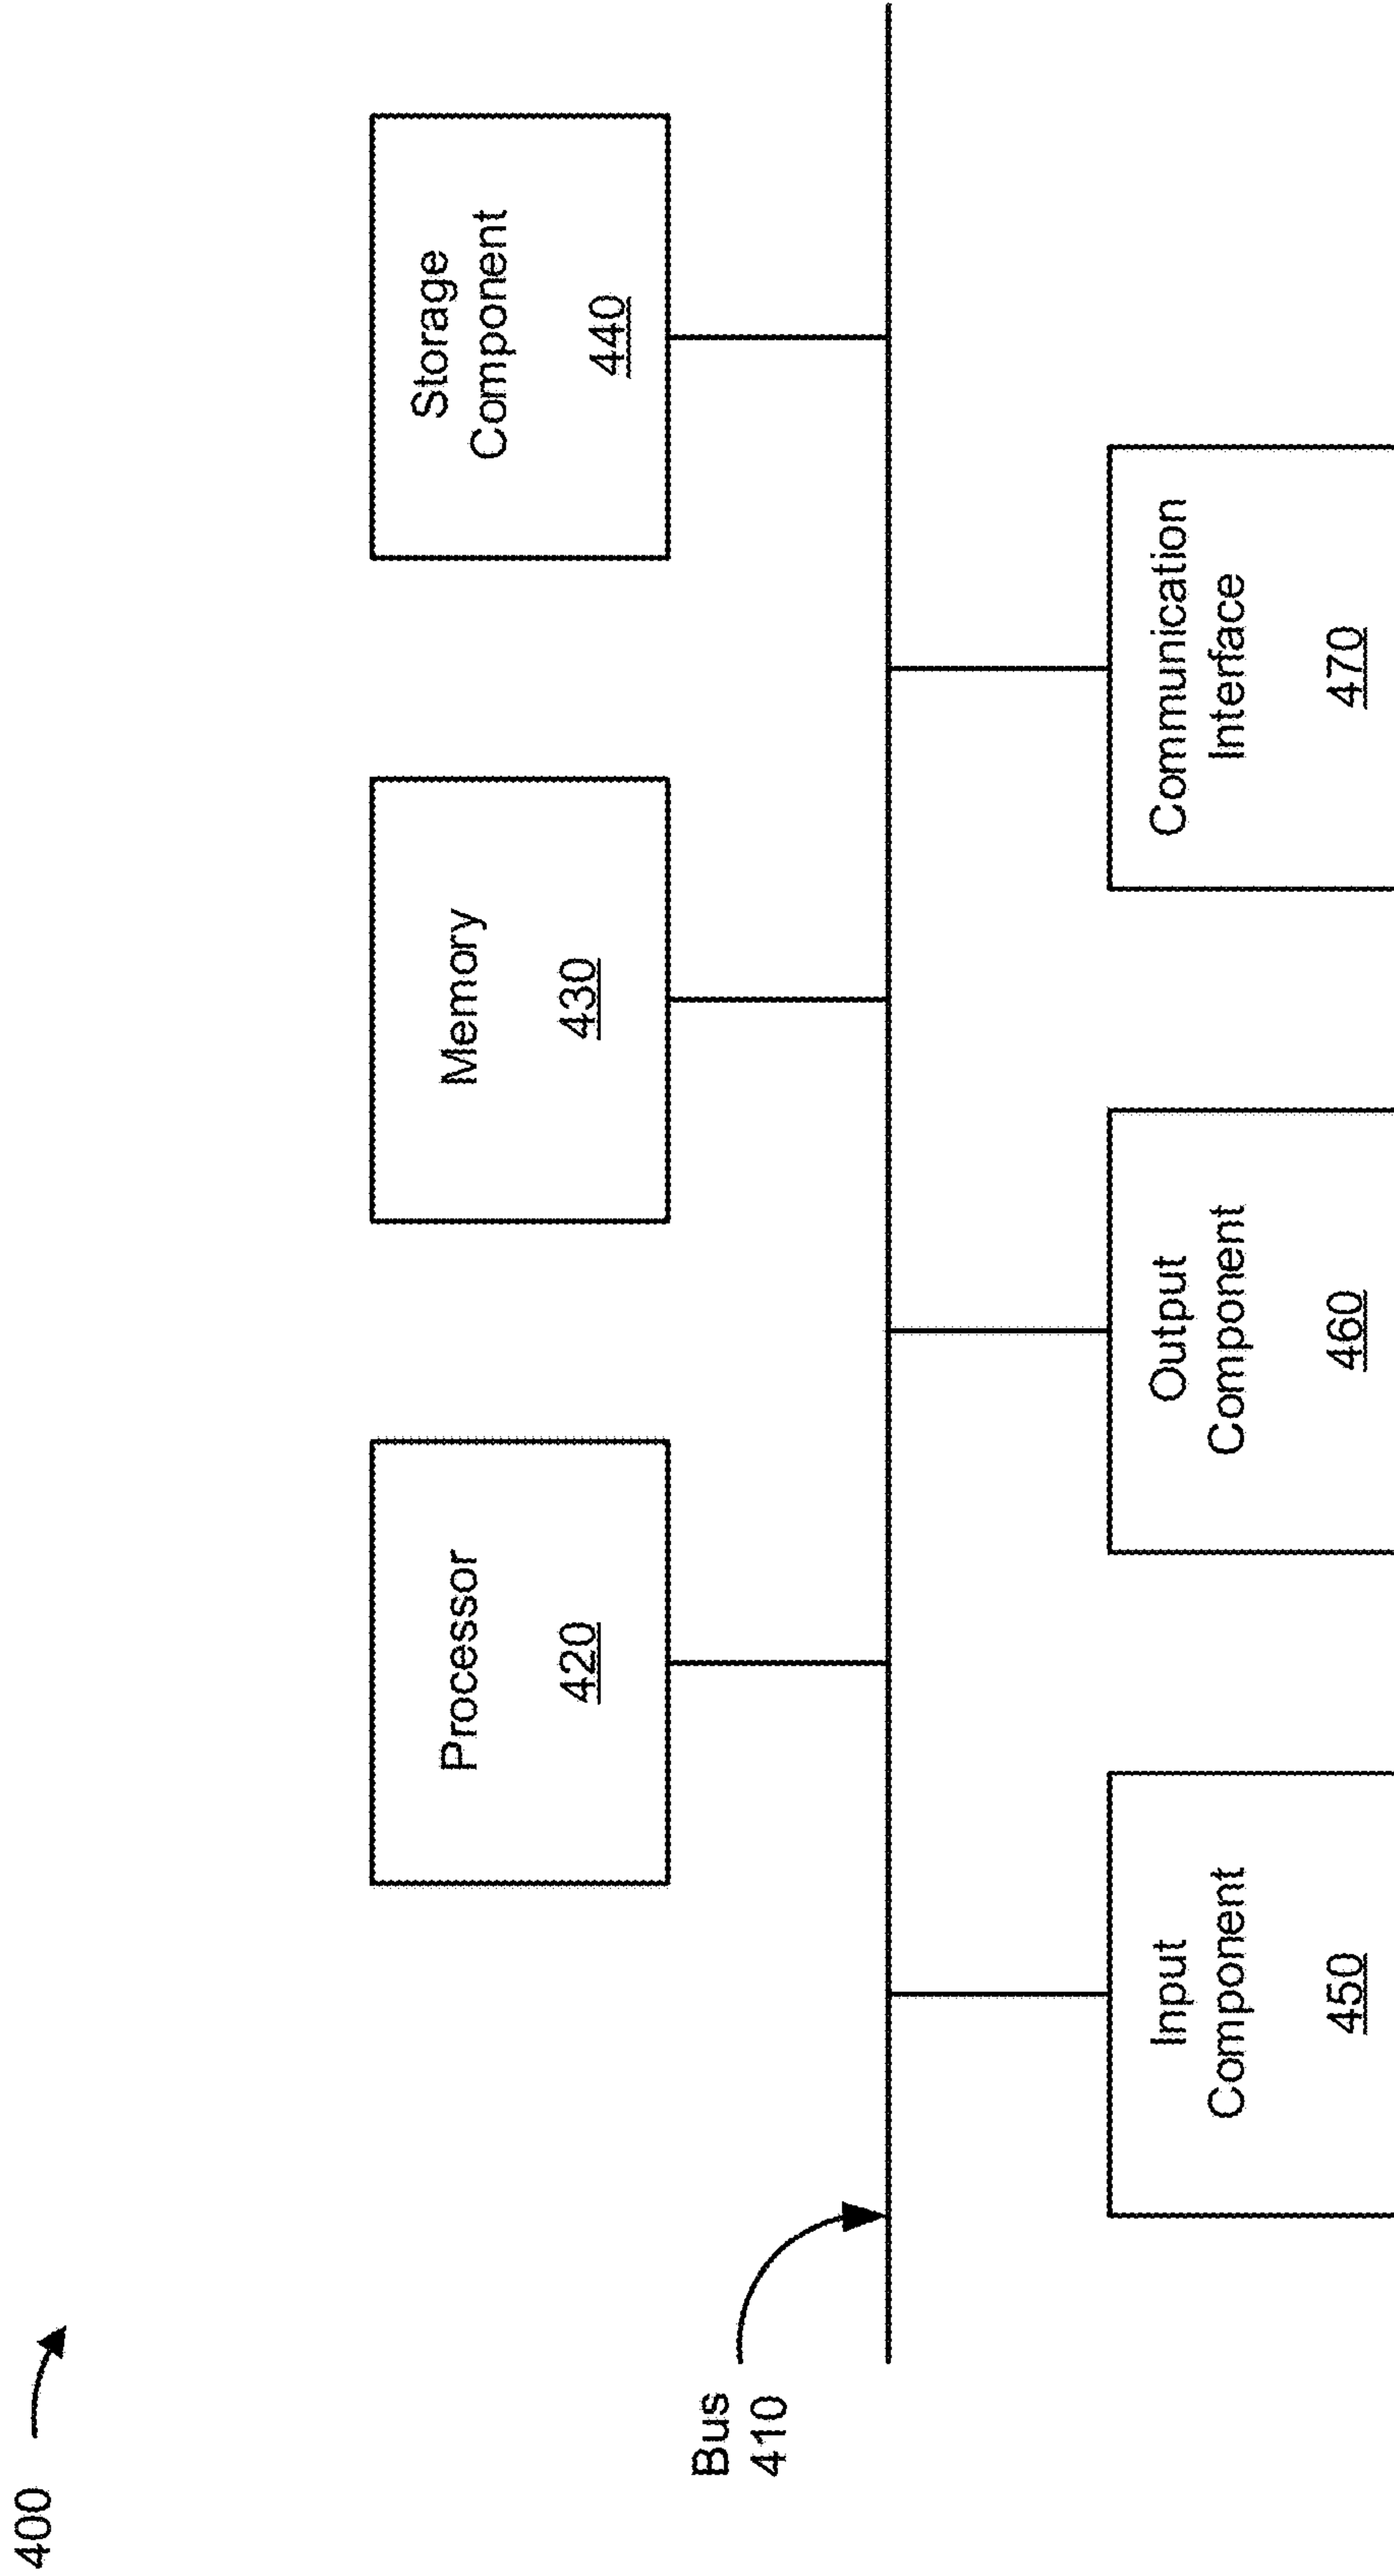 400
Processor
420
Memory
430
Storage
Component
440
Bus
410
Input
Component
450
Output
Component
460
Communication
Interface
470